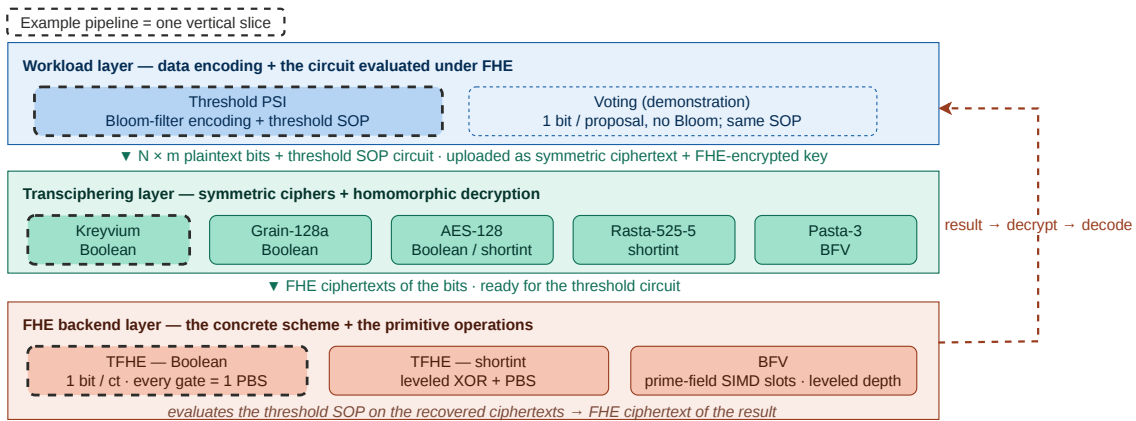 Example pipeline = one vertical slice
Workload layer — data encoding + the circuit evaluated under FHE
Threshold PSI
Bloom-filter encoding + threshold SOP
Voting (demonstration)
1 bit / proposal, no Bloom; same SOP
▼ N × m plaintext bits + threshold SOP circuit · uploaded as symmetric ciphertext + FHE-encrypted key
Transciphering layer — symmetric ciphers + homomorphic decryption
Kreyvium
Boolean
Grain-128a
Boolean
AES-128
Boolean / shortint
Rasta-525-5
shortint
Pasta-3
BFV
result → decrypt → decode
▼ FHE ciphertexts of the bits · ready for the threshold circuit
FHE backend layer — the concrete scheme + the primitive operations
TFHE — Boolean
1 bit / ct · every gate = 1 PBS
TFHE — shortint
leveled XOR + PBS
BFV
prime-field SIMD slots · leveled depth
evaluates the threshold SOP on the recovered ciphertexts → FHE ciphertext of the result